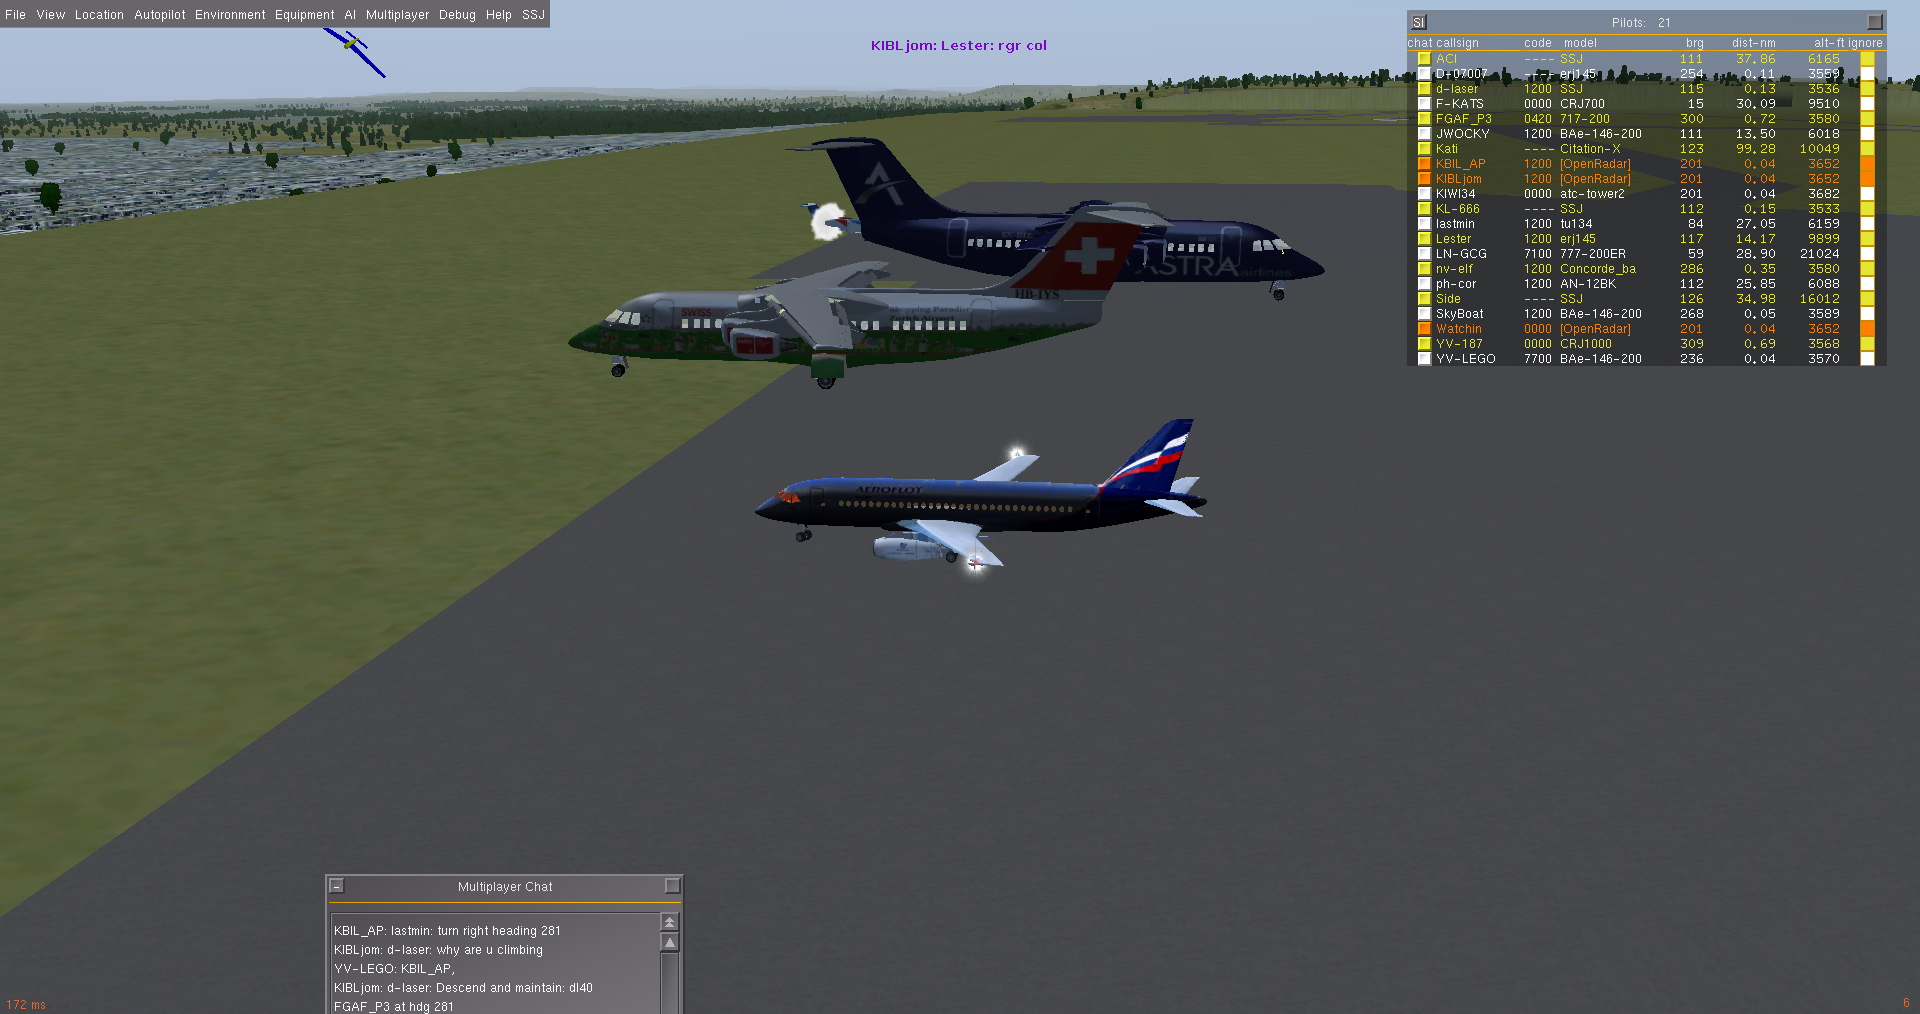 File View Location Autopilot Environment Equipment AI Multiplayer Debug Help SSJ
KIBLjom: Lester: rgr col
SI Pilots: 21
chat callsign code model brg dist-nm alt-ft ignore
ACI ---- SSJ 111 37.86 6165
D-07007 ---- erj145 254 0.11 3559
d-laser 1200 SSJ 115 0.13 3536
F-KATS 0000 CRJ700 15 30.09 9510
FGAF_P3 0420 717-200 300 0.72 3580
JWOCKY 1200 BAe-146-200 111 13.50 6018
Kati ---- Citation-X 123 99.28 10049
KBIL_AP 1200 [OpenRadar] 201 0.04 3652
KIBLjom 1200 [OpenRadar] 201 0.04 3652
KIWI34 0000 atc-tower2 201 0.04 3682
KL-666 ---- SSJ 112 0.15 3533
lastmin 1200 tu134 84 27.05 6159
Lester 1200 erj145 117 14.17 9899
LN-GCG 7100 777-200ER 59 28.90 21024
nv-elf 1200 Concorde_ba 286 0.35 3580
ph-cor 1200 AN-12BK 112 25.85 6088
Side ---- SSJ 126 34.98 16012
SkyBoat 1200 BAe-146-200 268 0.05 3589
Watchin 0000 [OpenRadar] 201 0.04 3652
YV-187 0000 CRJ1000 309 0.69 3568
YV-LEGO 7700 BAe-146-200 236 0.04 3570
ASTRA airlines
HB-IYS
SWISS
Shopping Paradise
Zurich Airport
AEROFLOT
Multiplayer Chat
KBIL_AP: lastmin: turn right heading 281
KIBLjom: d-laser: why are u climbing
YV-LEGO: KBIL_AP,
KIBLjom: d-laser: Descend and maintain: dl40
FGAF_P3 at hdg 281
172 ms
6